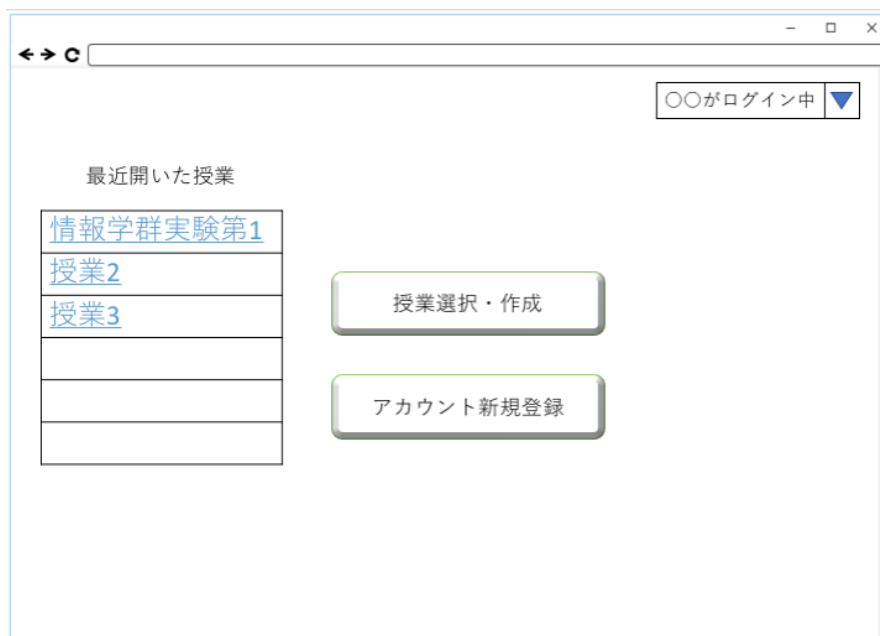 〇〇がログイン中
最近開いた授業
情報学群実験第1
授業2
授業3
授業選択・作成
アカウント新規登録